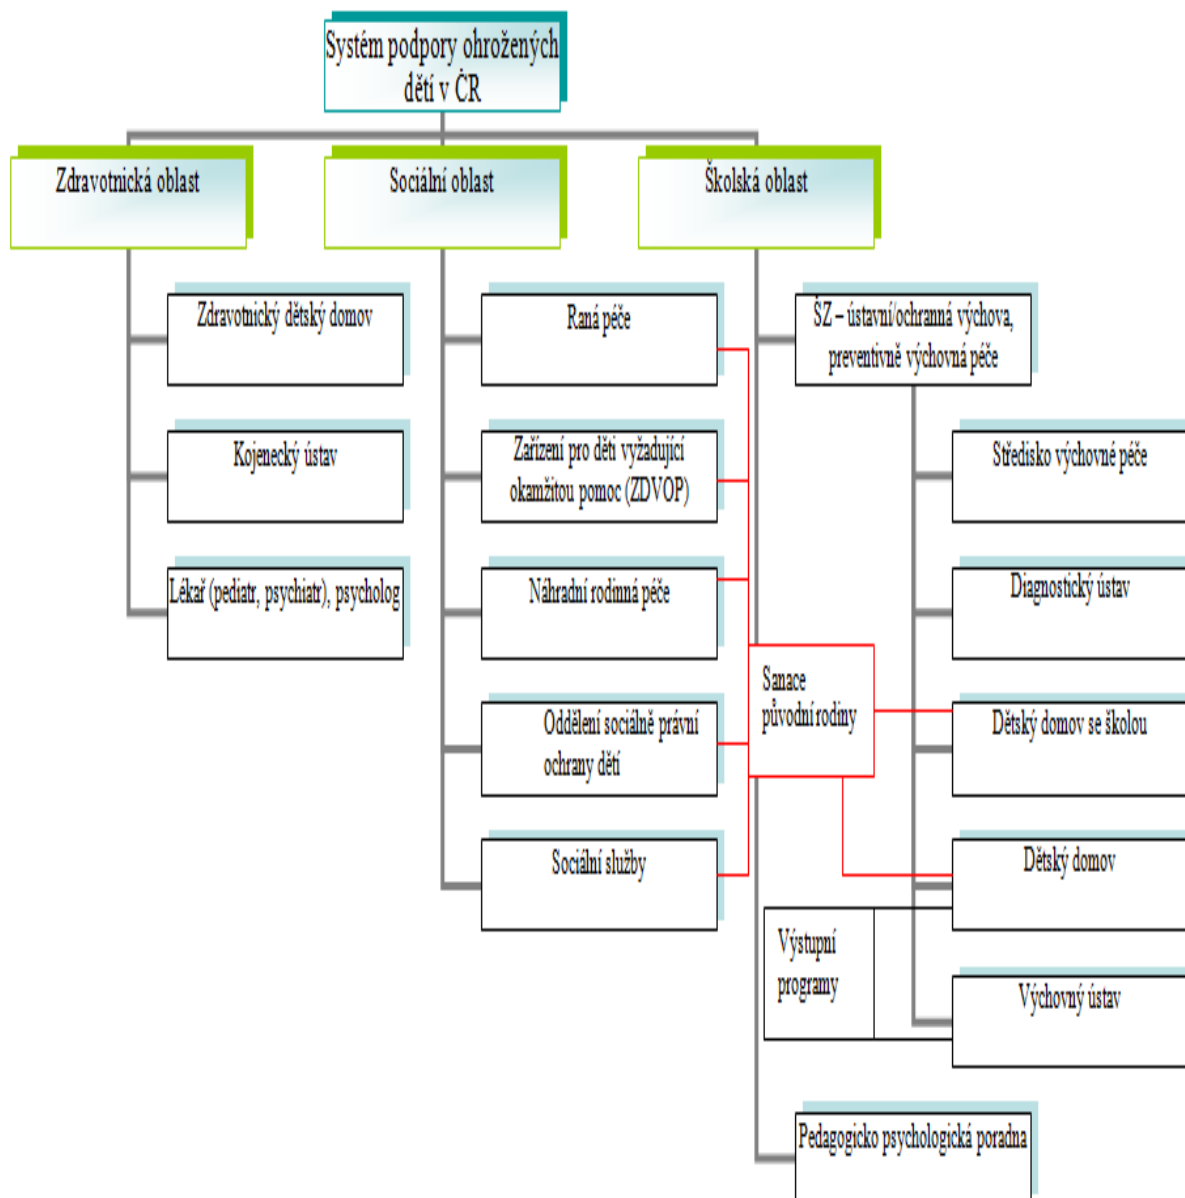 Systém podpory ohrožených
dětí v ČR
Zdravotnická oblast
Sociální oblast
Školská oblast
Zdravotnický dětský domov
Kojenecký ústav
Lékař (pediatr, psychiatr), psycholog
Raná péče
Zařízení pro děti vyžadující
okamžitou pomoc (ZDVOP)
Náhradní rodinná péče
Oddělení sociálně právní
ochrany dětí
Sociální služby
Sanace
původní rodiny
ŠZ – ústavní/ochranná výchova,
preventivně výchovná péče
Středisko výchovné péče
Diagnostický ústav
Dětský domov se školou
Dětský domov
Výchovný ústav
Výstupní
programy
Pedagogicko psychologická poradna